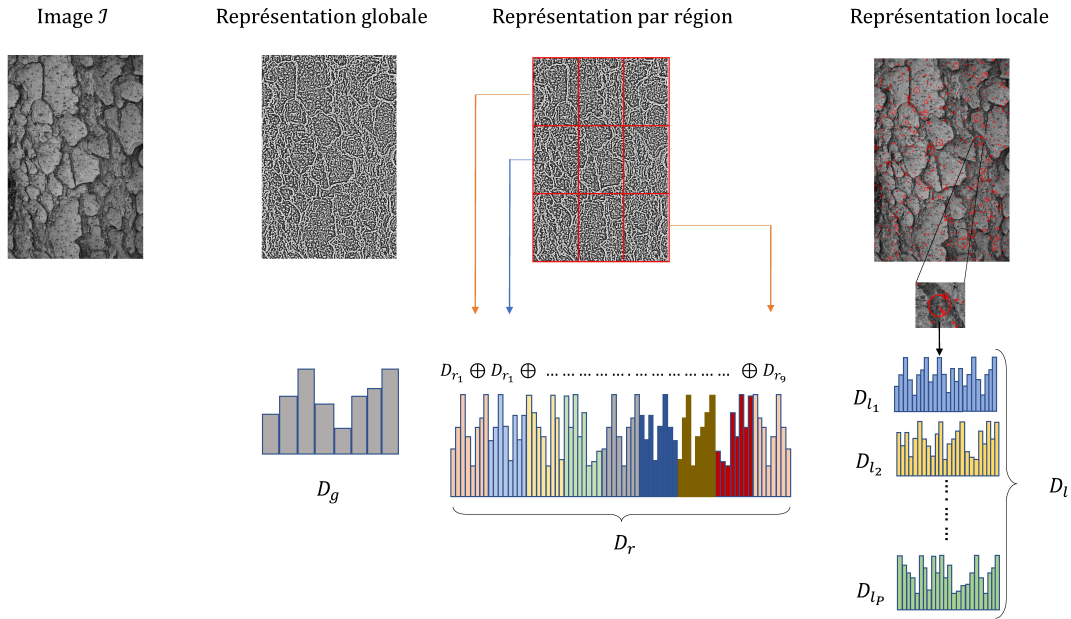 Image ℐ
Représentation globale
Représentation par région
Représentation locale
D_{r_1} ⊕ D_{r_1} ⊕ … … … … … . … … … … … … … ⊕ D_{r_9}
D_g
D_r
D_{l_1}
D_{l_2}
D_{l_P}
D_l